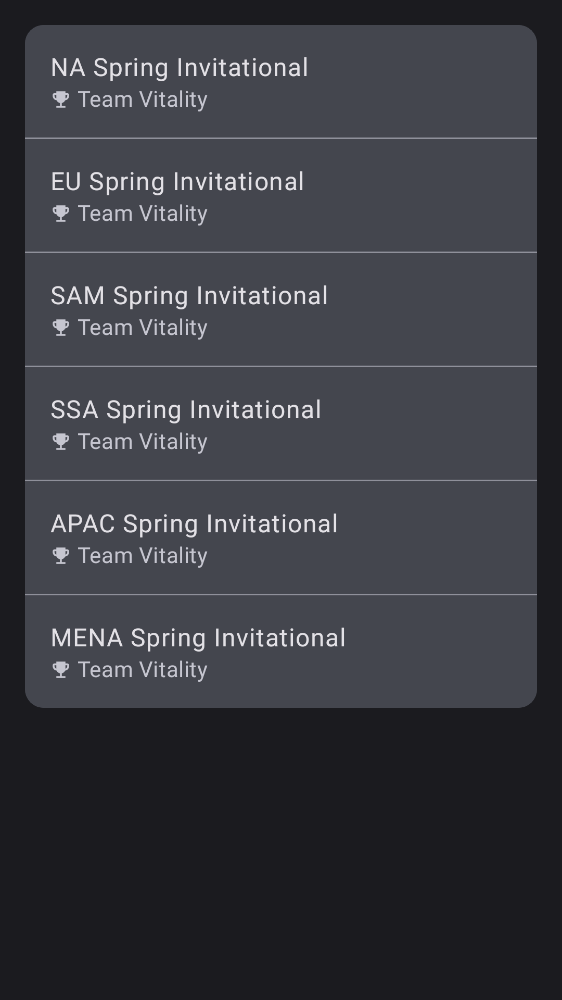 NA Spring Invitational
Team Vitality
EU Spring Invitational
Team Vitality
SAM Spring Invitational
Team Vitality
SSA Spring Invitational
Team Vitality
APAC Spring Invitational
Team Vitality
MENA Spring Invitational
Team Vitality